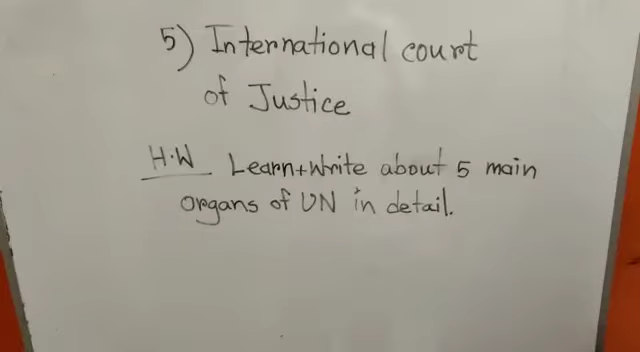 5) International court
of Justice
H.W Learn+Write about 5 main
organs of UN in detail.